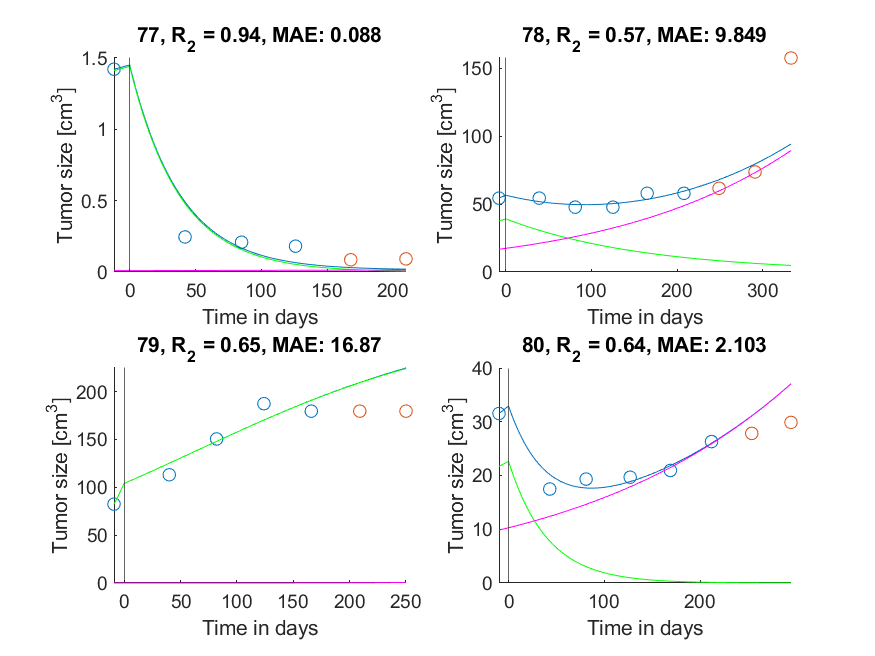 77, R2 = 0.94, MAE: 0.088
Tumor size [cm3]
1.5
1
0.5
0
0 50 100 150 200
Time in days
78, R2 = 0.57, MAE: 9.849
Tumor size [cm3]
150
100
50
0
0 100 200 300
Time in days
79, R2 = 0.65, MAE: 16.87
Tumor size [cm3]
200
150
100
50
0
0 50 100 150 200 250
Time in days
80, R2 = 0.64, MAE: 2.103
Tumor size [cm3]
40
30
20
10
0
0 100 200
Time in days